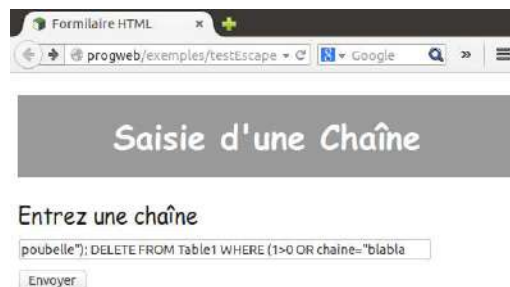 Formilaire HTML
progweb/exemples/testEscape
Google
Saisie d'une Chaîne
Entrez une chaîne
poubelle"); DELETE FROM Table1 WHERE (1>0 OR chaine="blabla
Envoyer